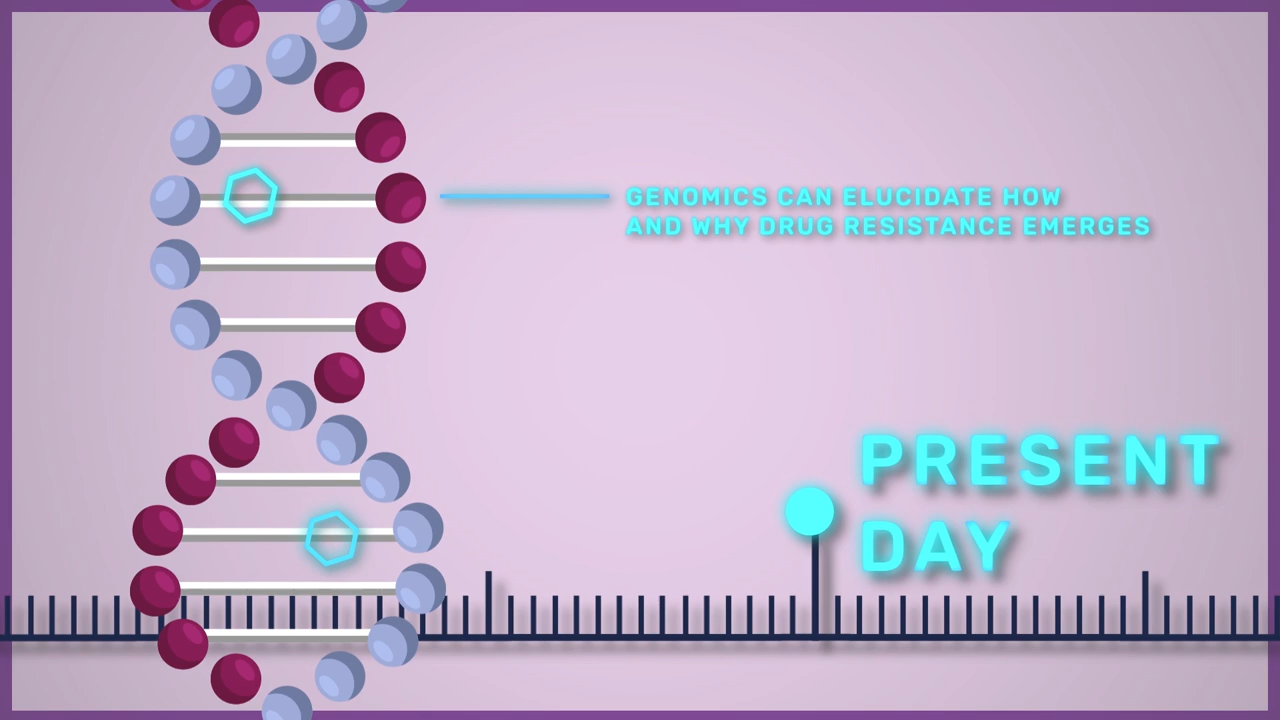 GENOMICS CAN ELUCIDATE HOW
AND WHY DRUG RESISTANCE EMERGES
PRESENT
DAY